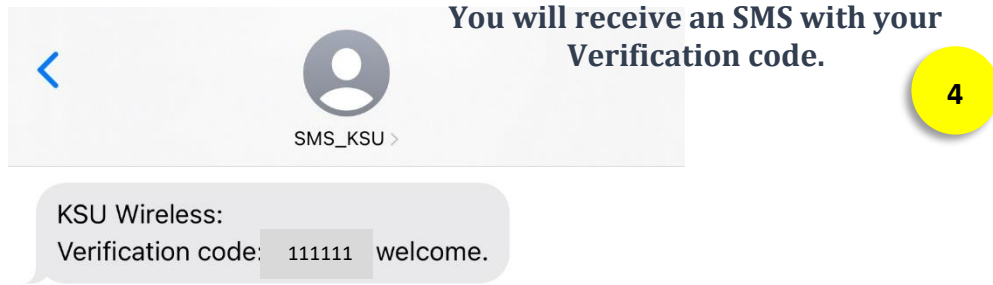 You will receive an SMS with your
Verification code.
4
SMS_KSU >
KSU Wireless:
Verification code: 111111 welcome.